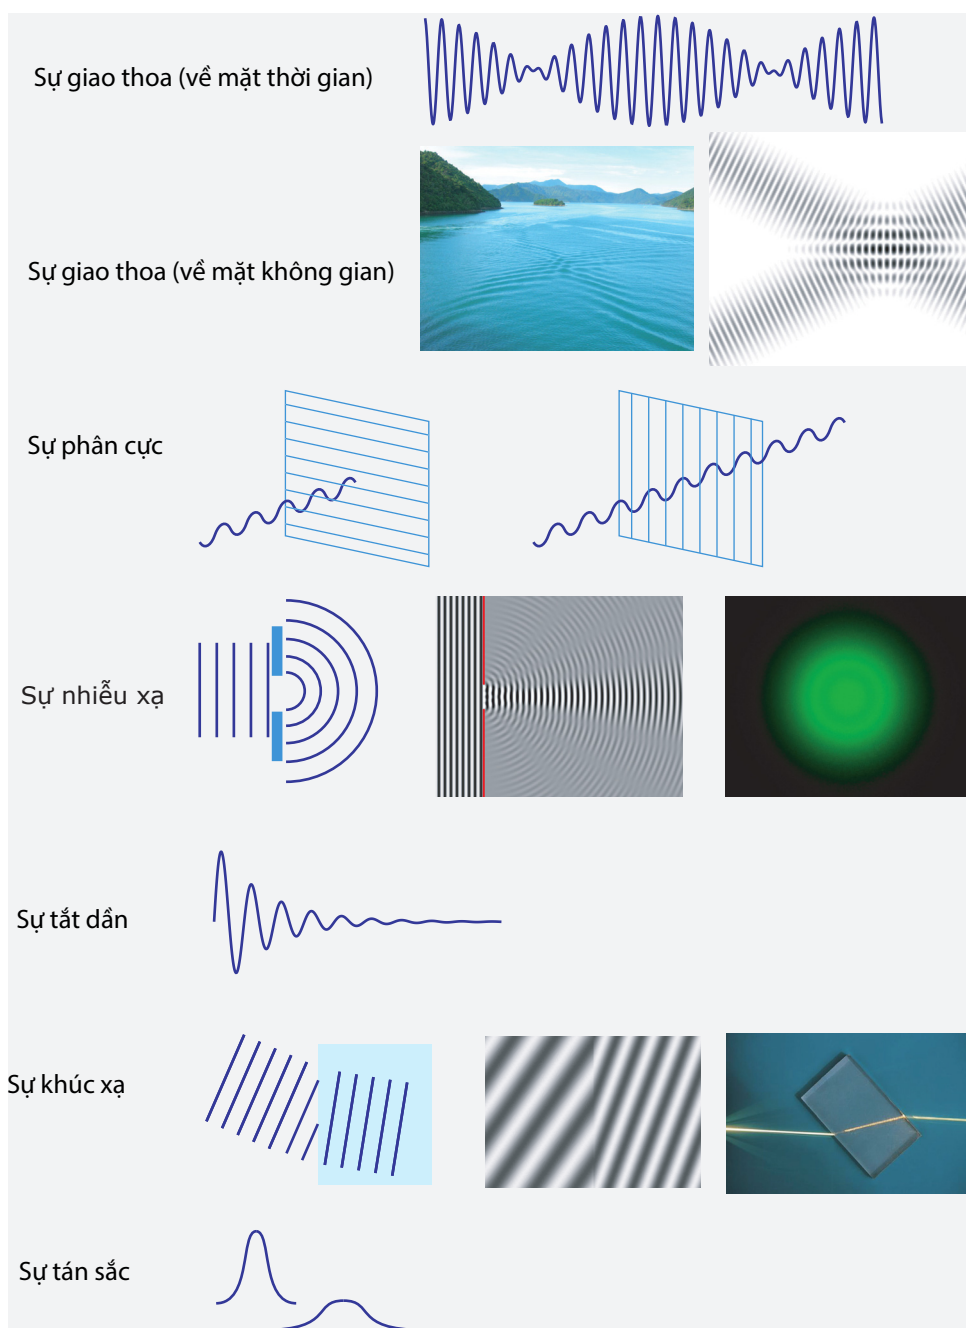 Sự giao thoa (về mặt thời gian)
Sự giao thoa (về mặt không gian)
Sự phân cực
Sự nhiễu xạ
Sự tắt dần
Sự khúc xạ
Sự tán sắc